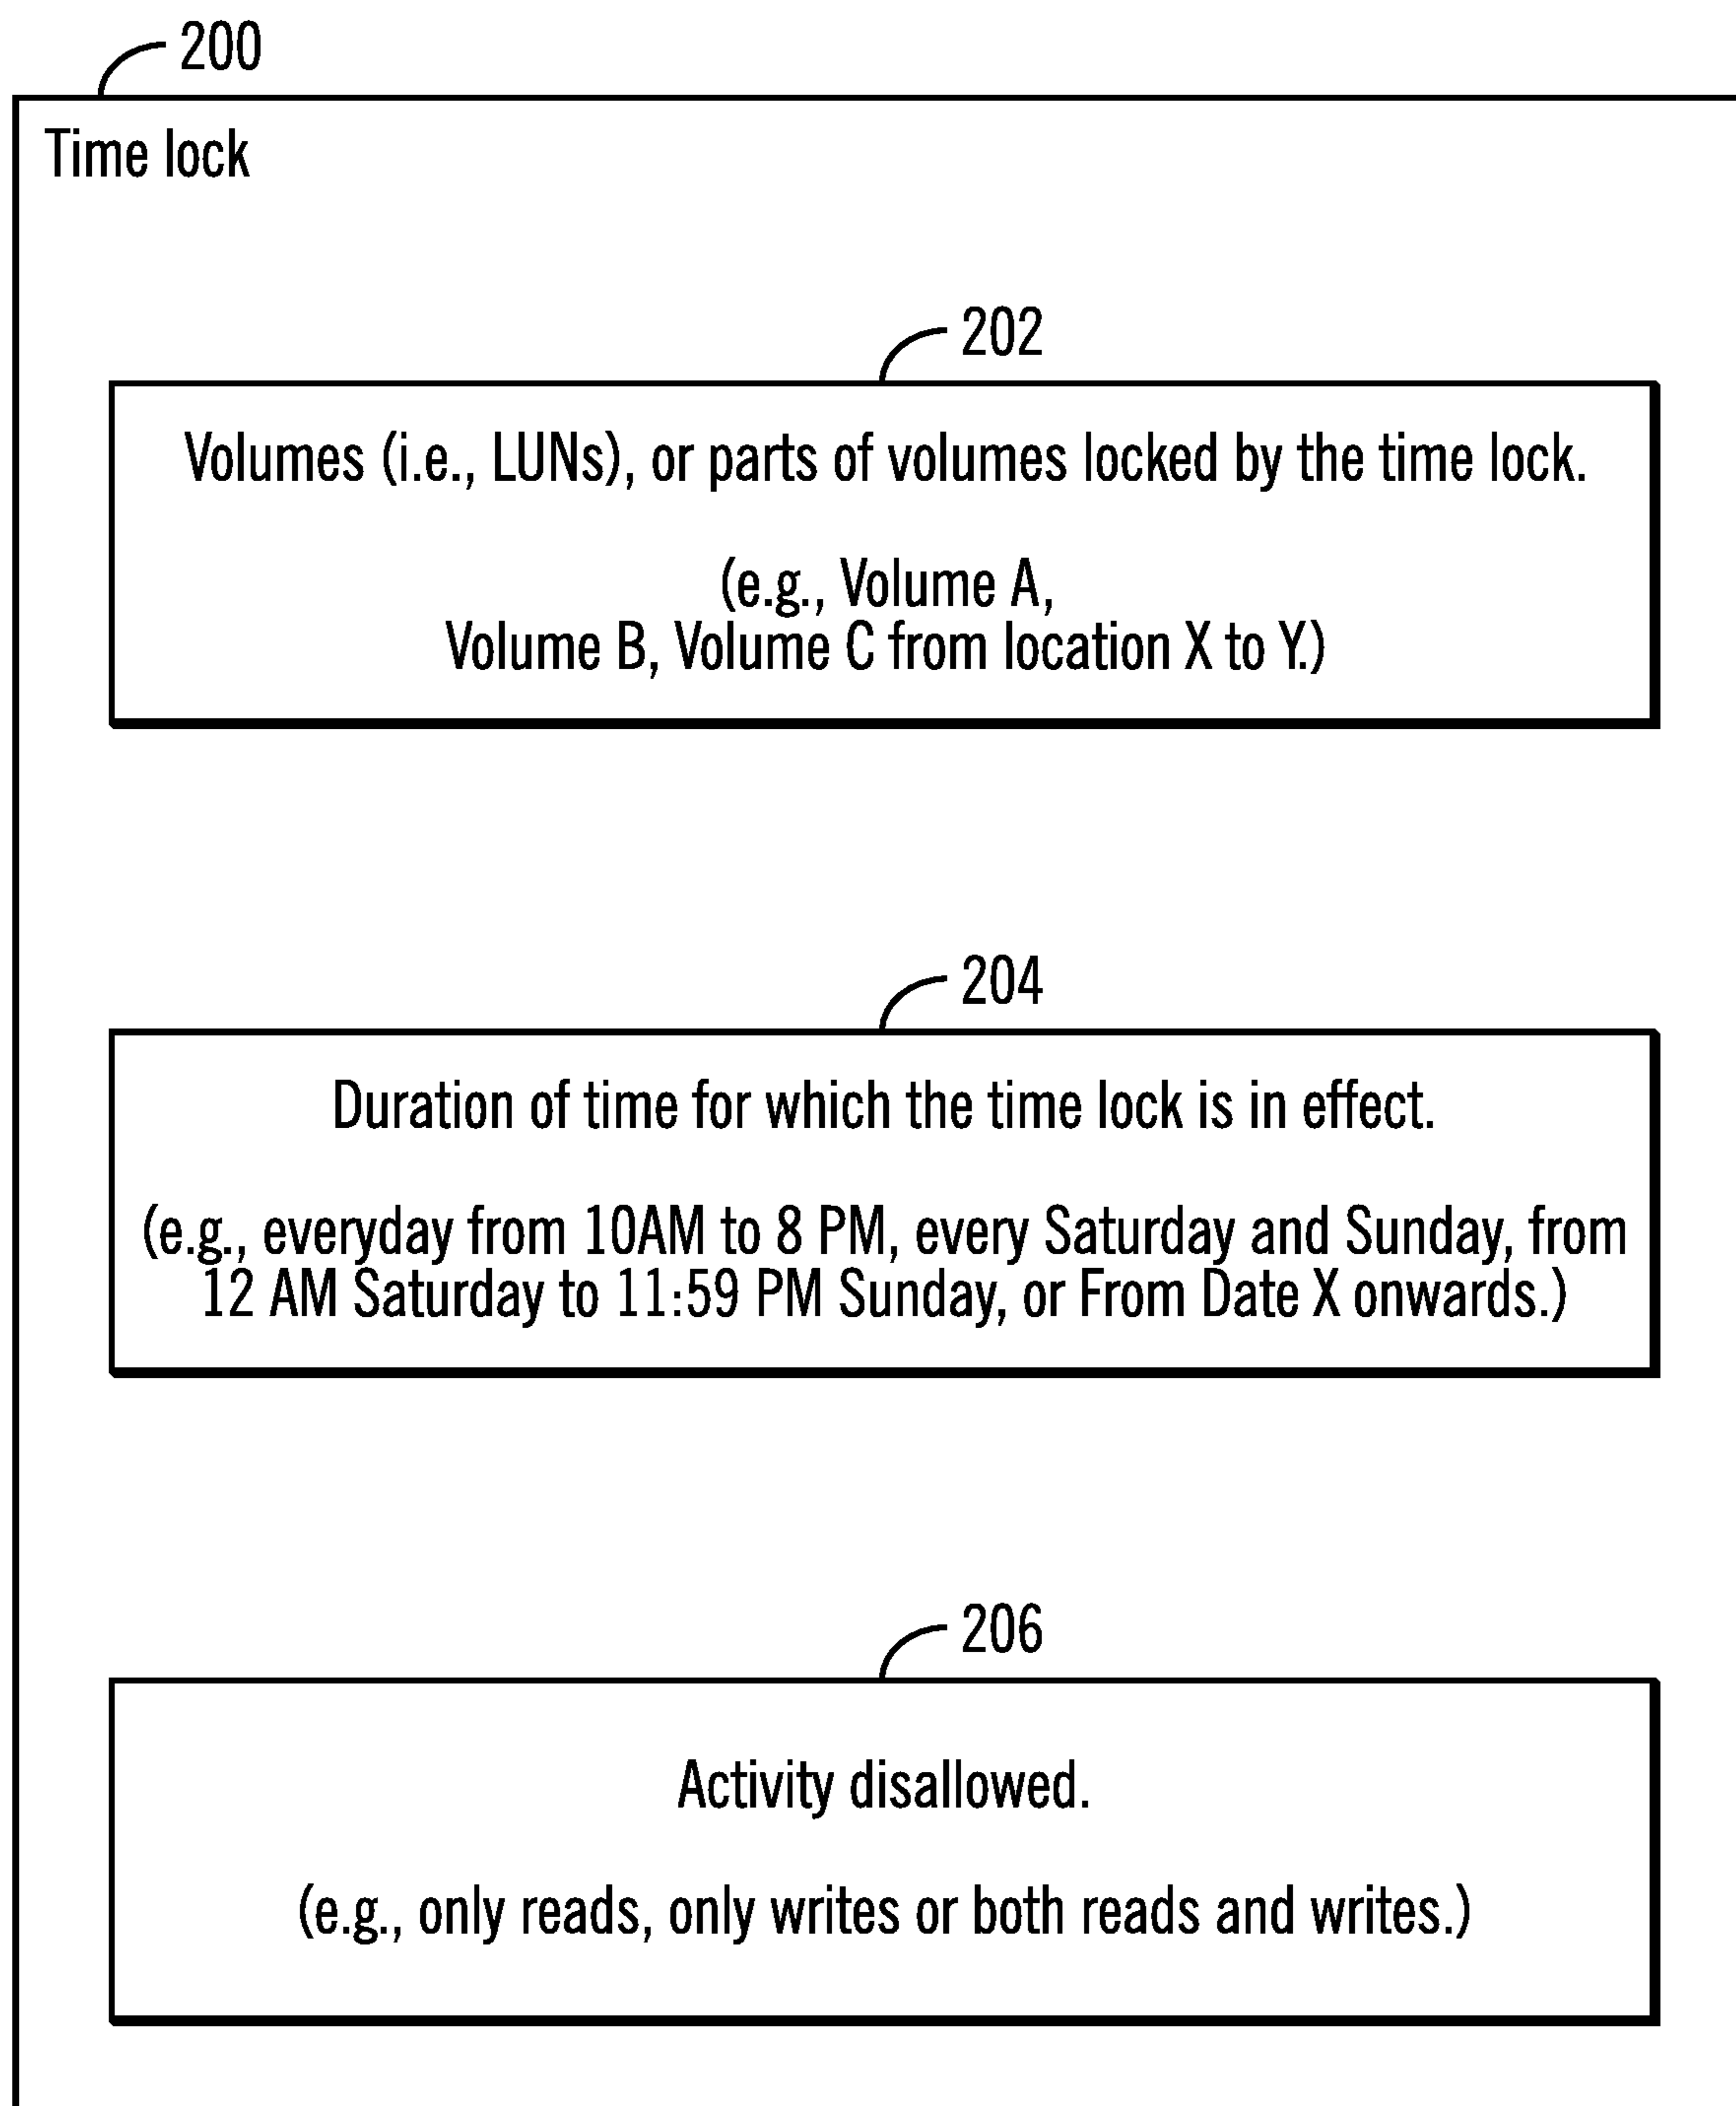 200
Time lock
202
Volumes (i.e., LUNs), or parts of volumes locked by the time lock.
(e.g., Volume A,
Volume B, Volume C from location X to Y.)
204
Duration of time for which the time lock is in effect.
(e.g., everyday from 10AM to 8 PM, every Saturday and Sunday, from
12 AM Saturday to 11:59 PM Sunday, or From Date X onwards.)
206
Activity disallowed.
(e.g., only reads, only writes or both reads and writes.)